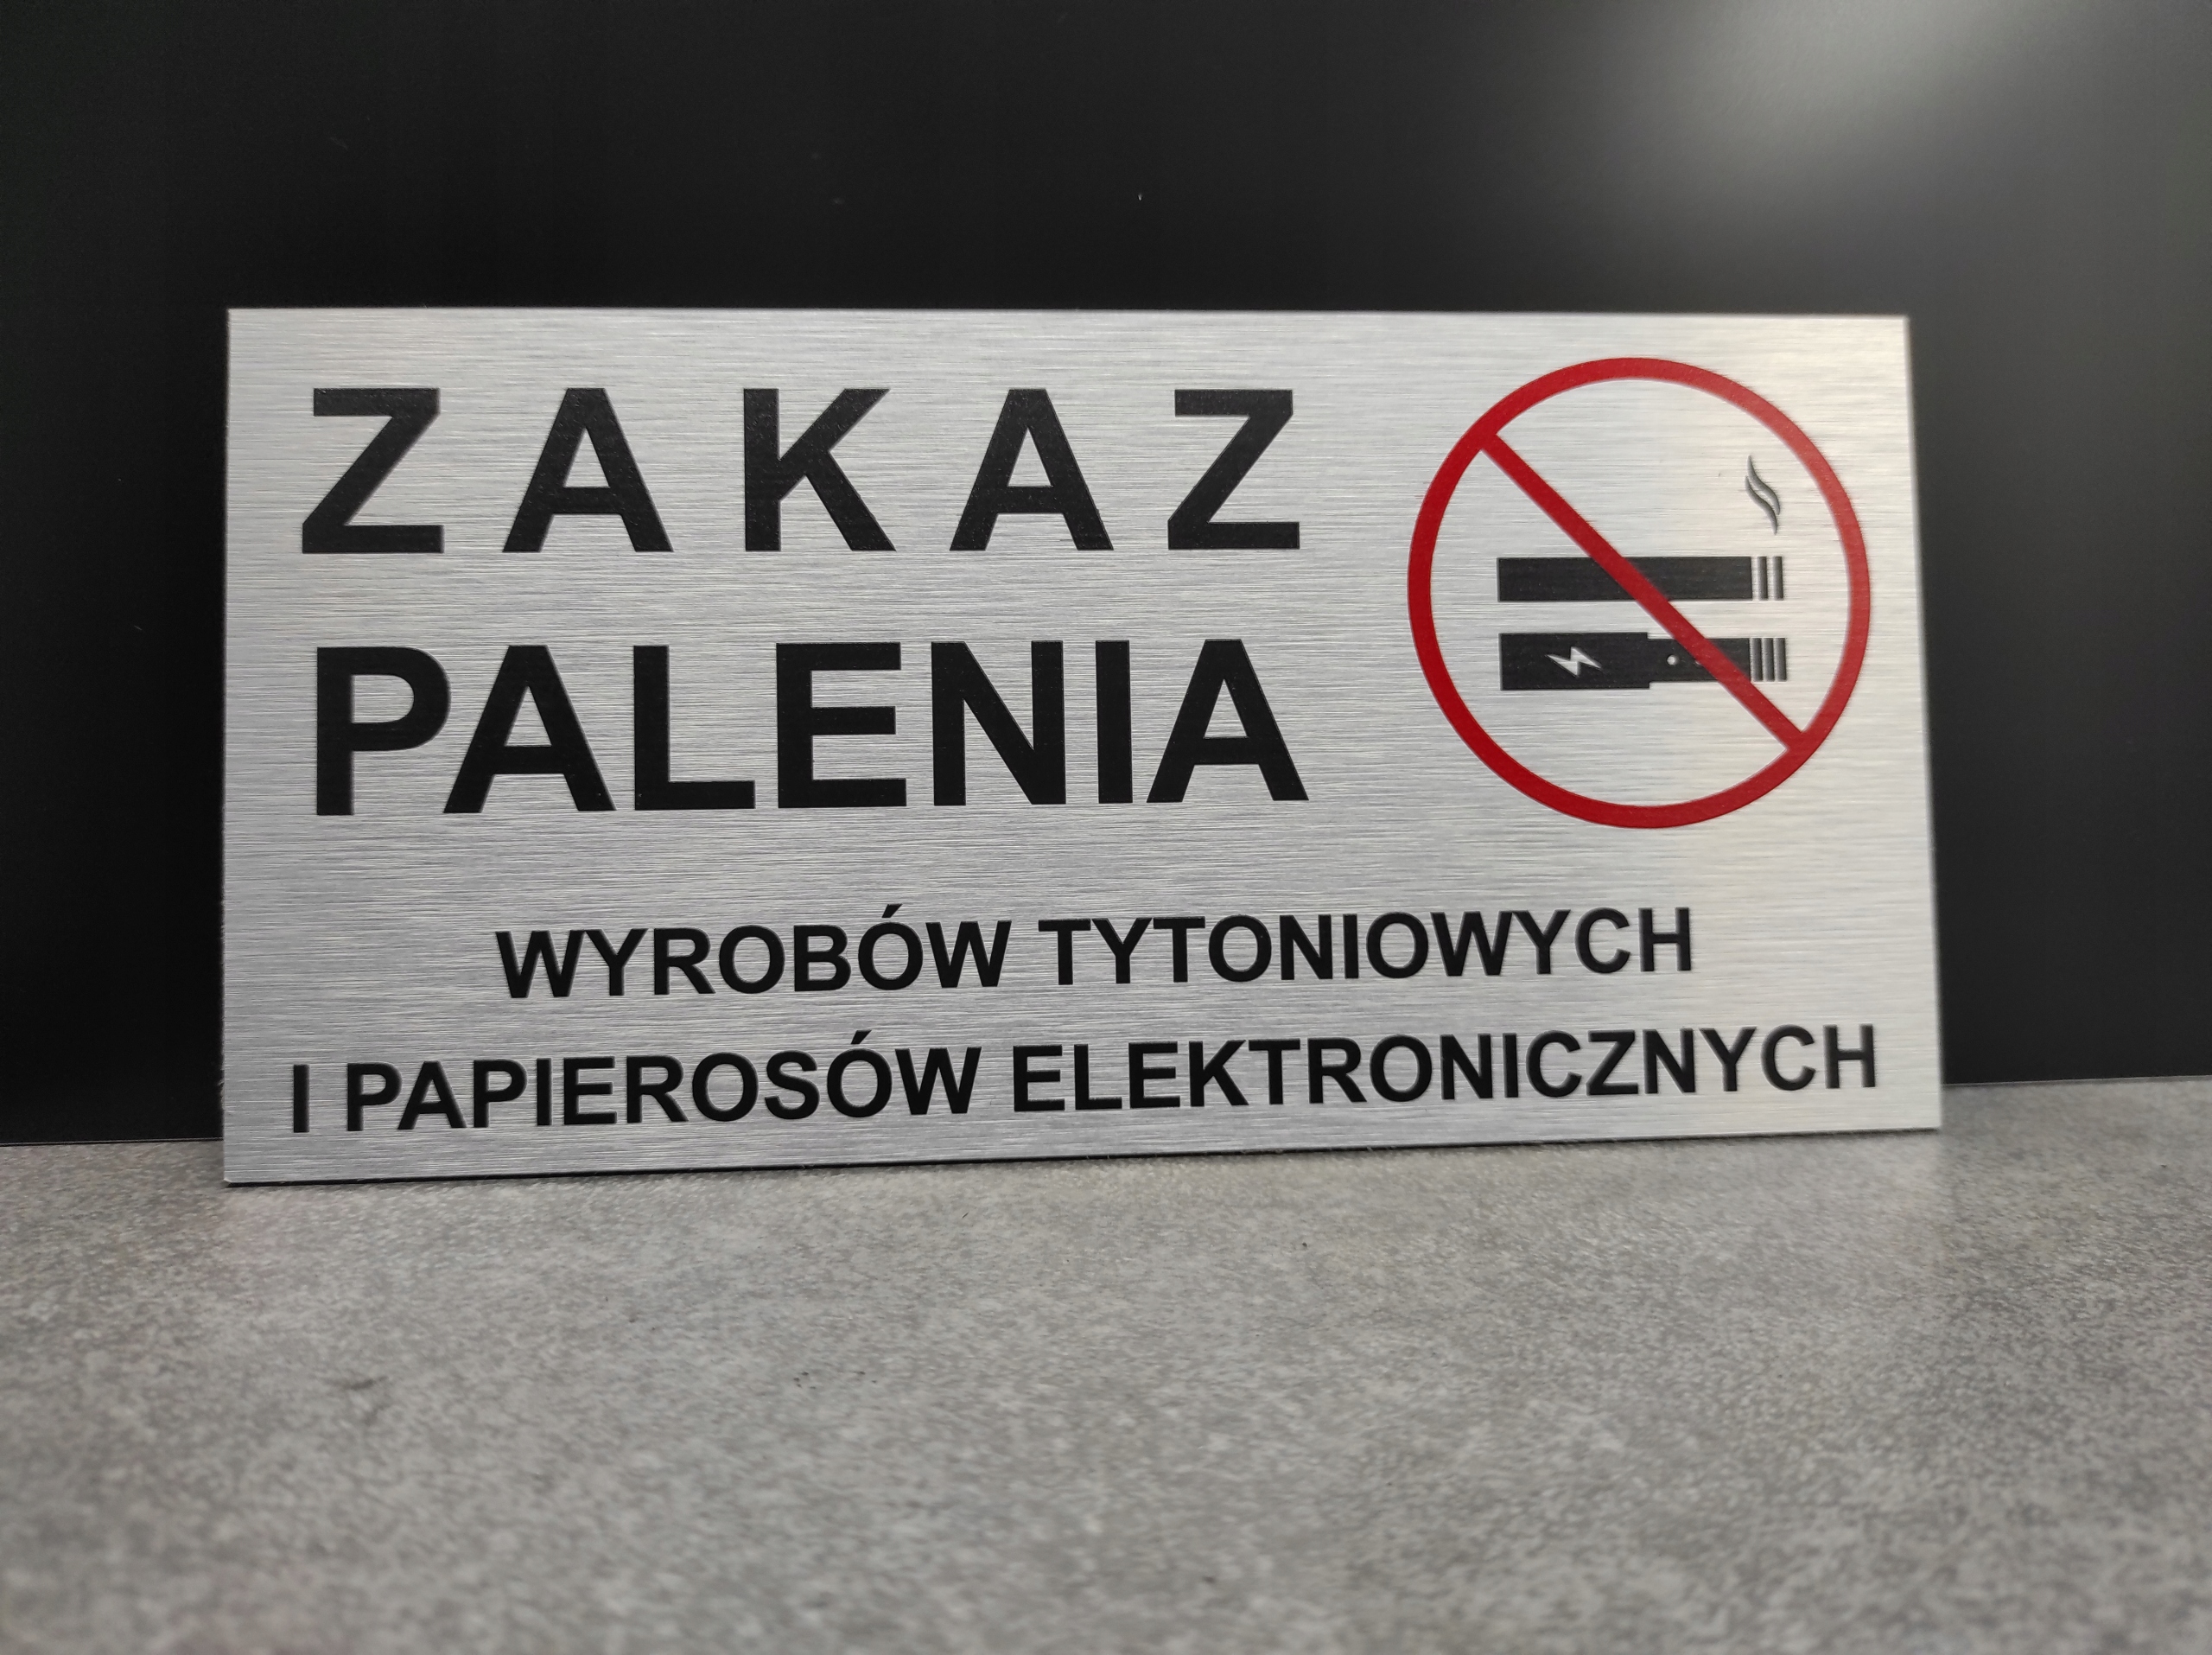 ZAKAZ
PALENIA
WYROBÓW TYTONIOWYCH
I PAPIEROSÓW ELEKTRONICZNYCH